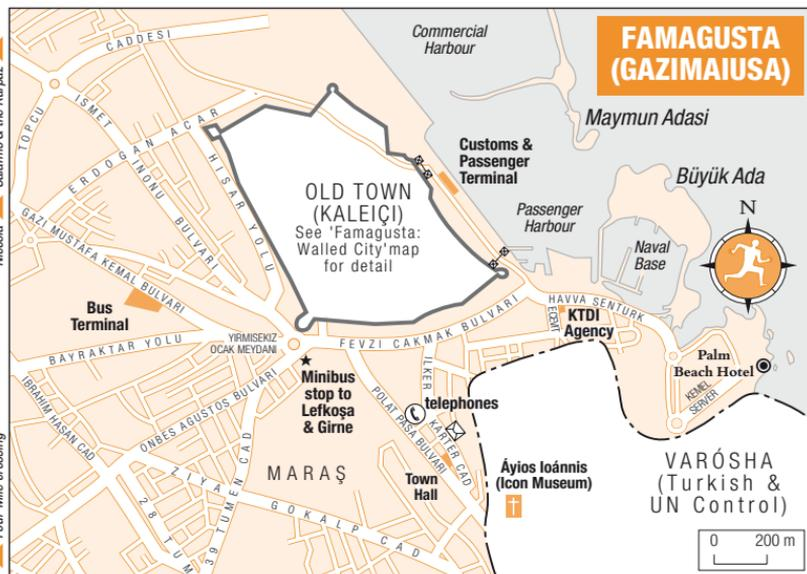 FAMAGUSTA
(GAZIMAIUSA)
Commercial
Harbour
CADDESI
TOPCU
ISMET
INONU
BULVARI
ERDOGAN ACAR
HISAR YOLU
Maymun Adasi
Customs &
Passenger
Terminal
Büyük Ada
OLD TOWN
(KALEIÇI)
See 'Famagusta:
Walled City'map
for detail
Passenger
Harbour
Naval
Base
N
GAZI MUSTAFA KEMAL BULVARI
Bus
Terminal
HAVVA SENTURK
ECEVIT
KTDI
Agency
YIRMISEKIZ
OCAK MEYDANI
FEVZI CAKMAK BULVARI
BAYRAKTAR YOLU
Palm
Beach Hotel
KEMEL
SERVER
Minibus
stop to
Lefkoşa
& Girne
ILKER
KARTER CAD
telephones
POLAT PASA BULVARI
IBRAHIM HASAN CAD
ONBES AGUSTOS BULVARI
MARAŞ
Town
Hall
Áyios Ioánnis
(Icon Museum)
VARÓSHA
(Turkish &
UN Control)
ZIYA GOKALP CAD
39 TUMEN CAD
28 TUM
0 200 m